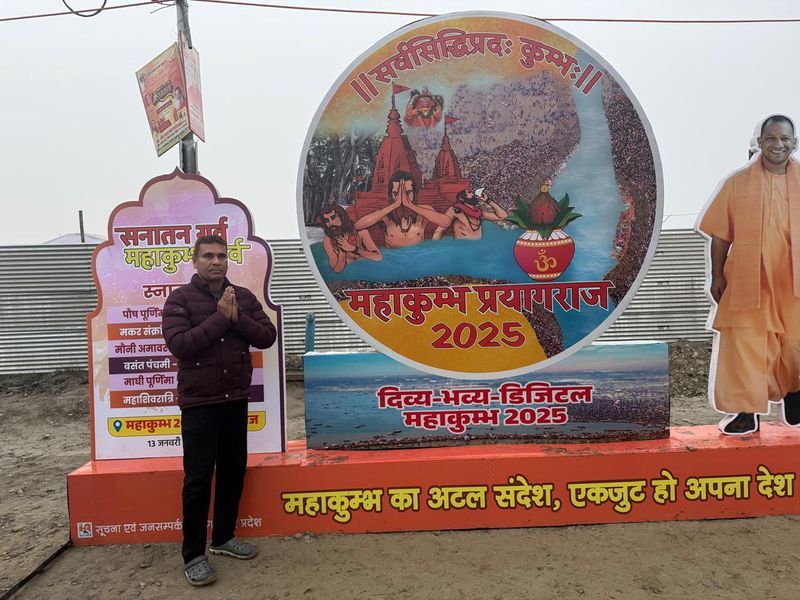 ॥सर्वसिद्धिप्रदः कुम्भः॥
महाकुम्भ प्रयागराज
2025
दिव्य-भव्य-डिजिटल
महाकुम्भ 2025
सनातन गर्व
महाकुम्भ पर्व
पौष पूर्णिमा
मकर संक्रां
मौनी अमावस
बसंत पंचमी
माघी पूर्णिमा
महाशिवरात्रि
महाकुम्भ
13 जनवरी
महाकुम्भ का अटल संदेश, एकजुट हो अपना देश
सूचना एवं जनसम्पर्क प्रदेश